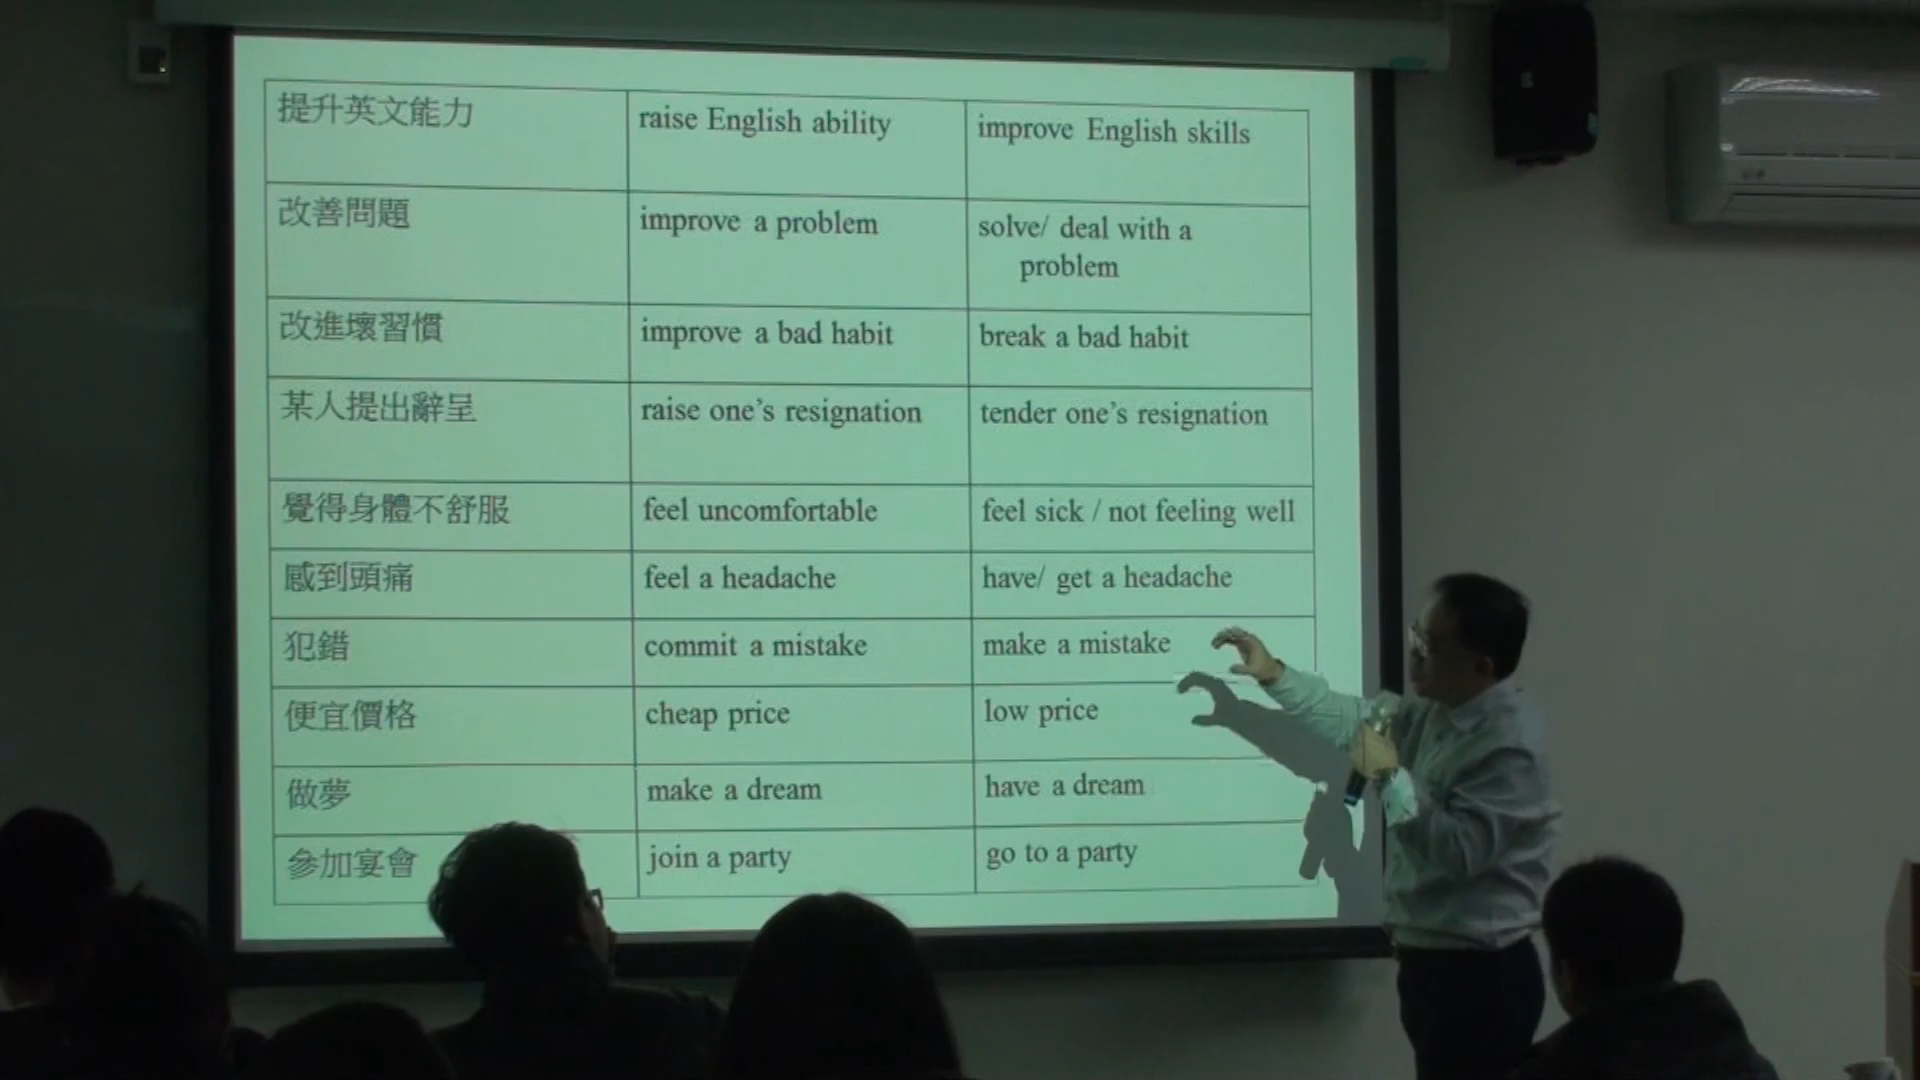 提升英文能力 raise English ability improve English skills
改善問題 improve a problem solve/ deal with a
problem
改進壞習慣 improve a bad habit break a bad habit
某人提出辭呈 raise one's resignation tender one's resignation
覺得身體不舒服 feel uncomfortable feel sick / not feeling well
感到頭痛 feel a headache have/ get a headache
犯錯 commit a mistake make a mistake
便宜價格 cheap price low price
做夢 make a dream have a dream
參加宴會 join a party go to a party